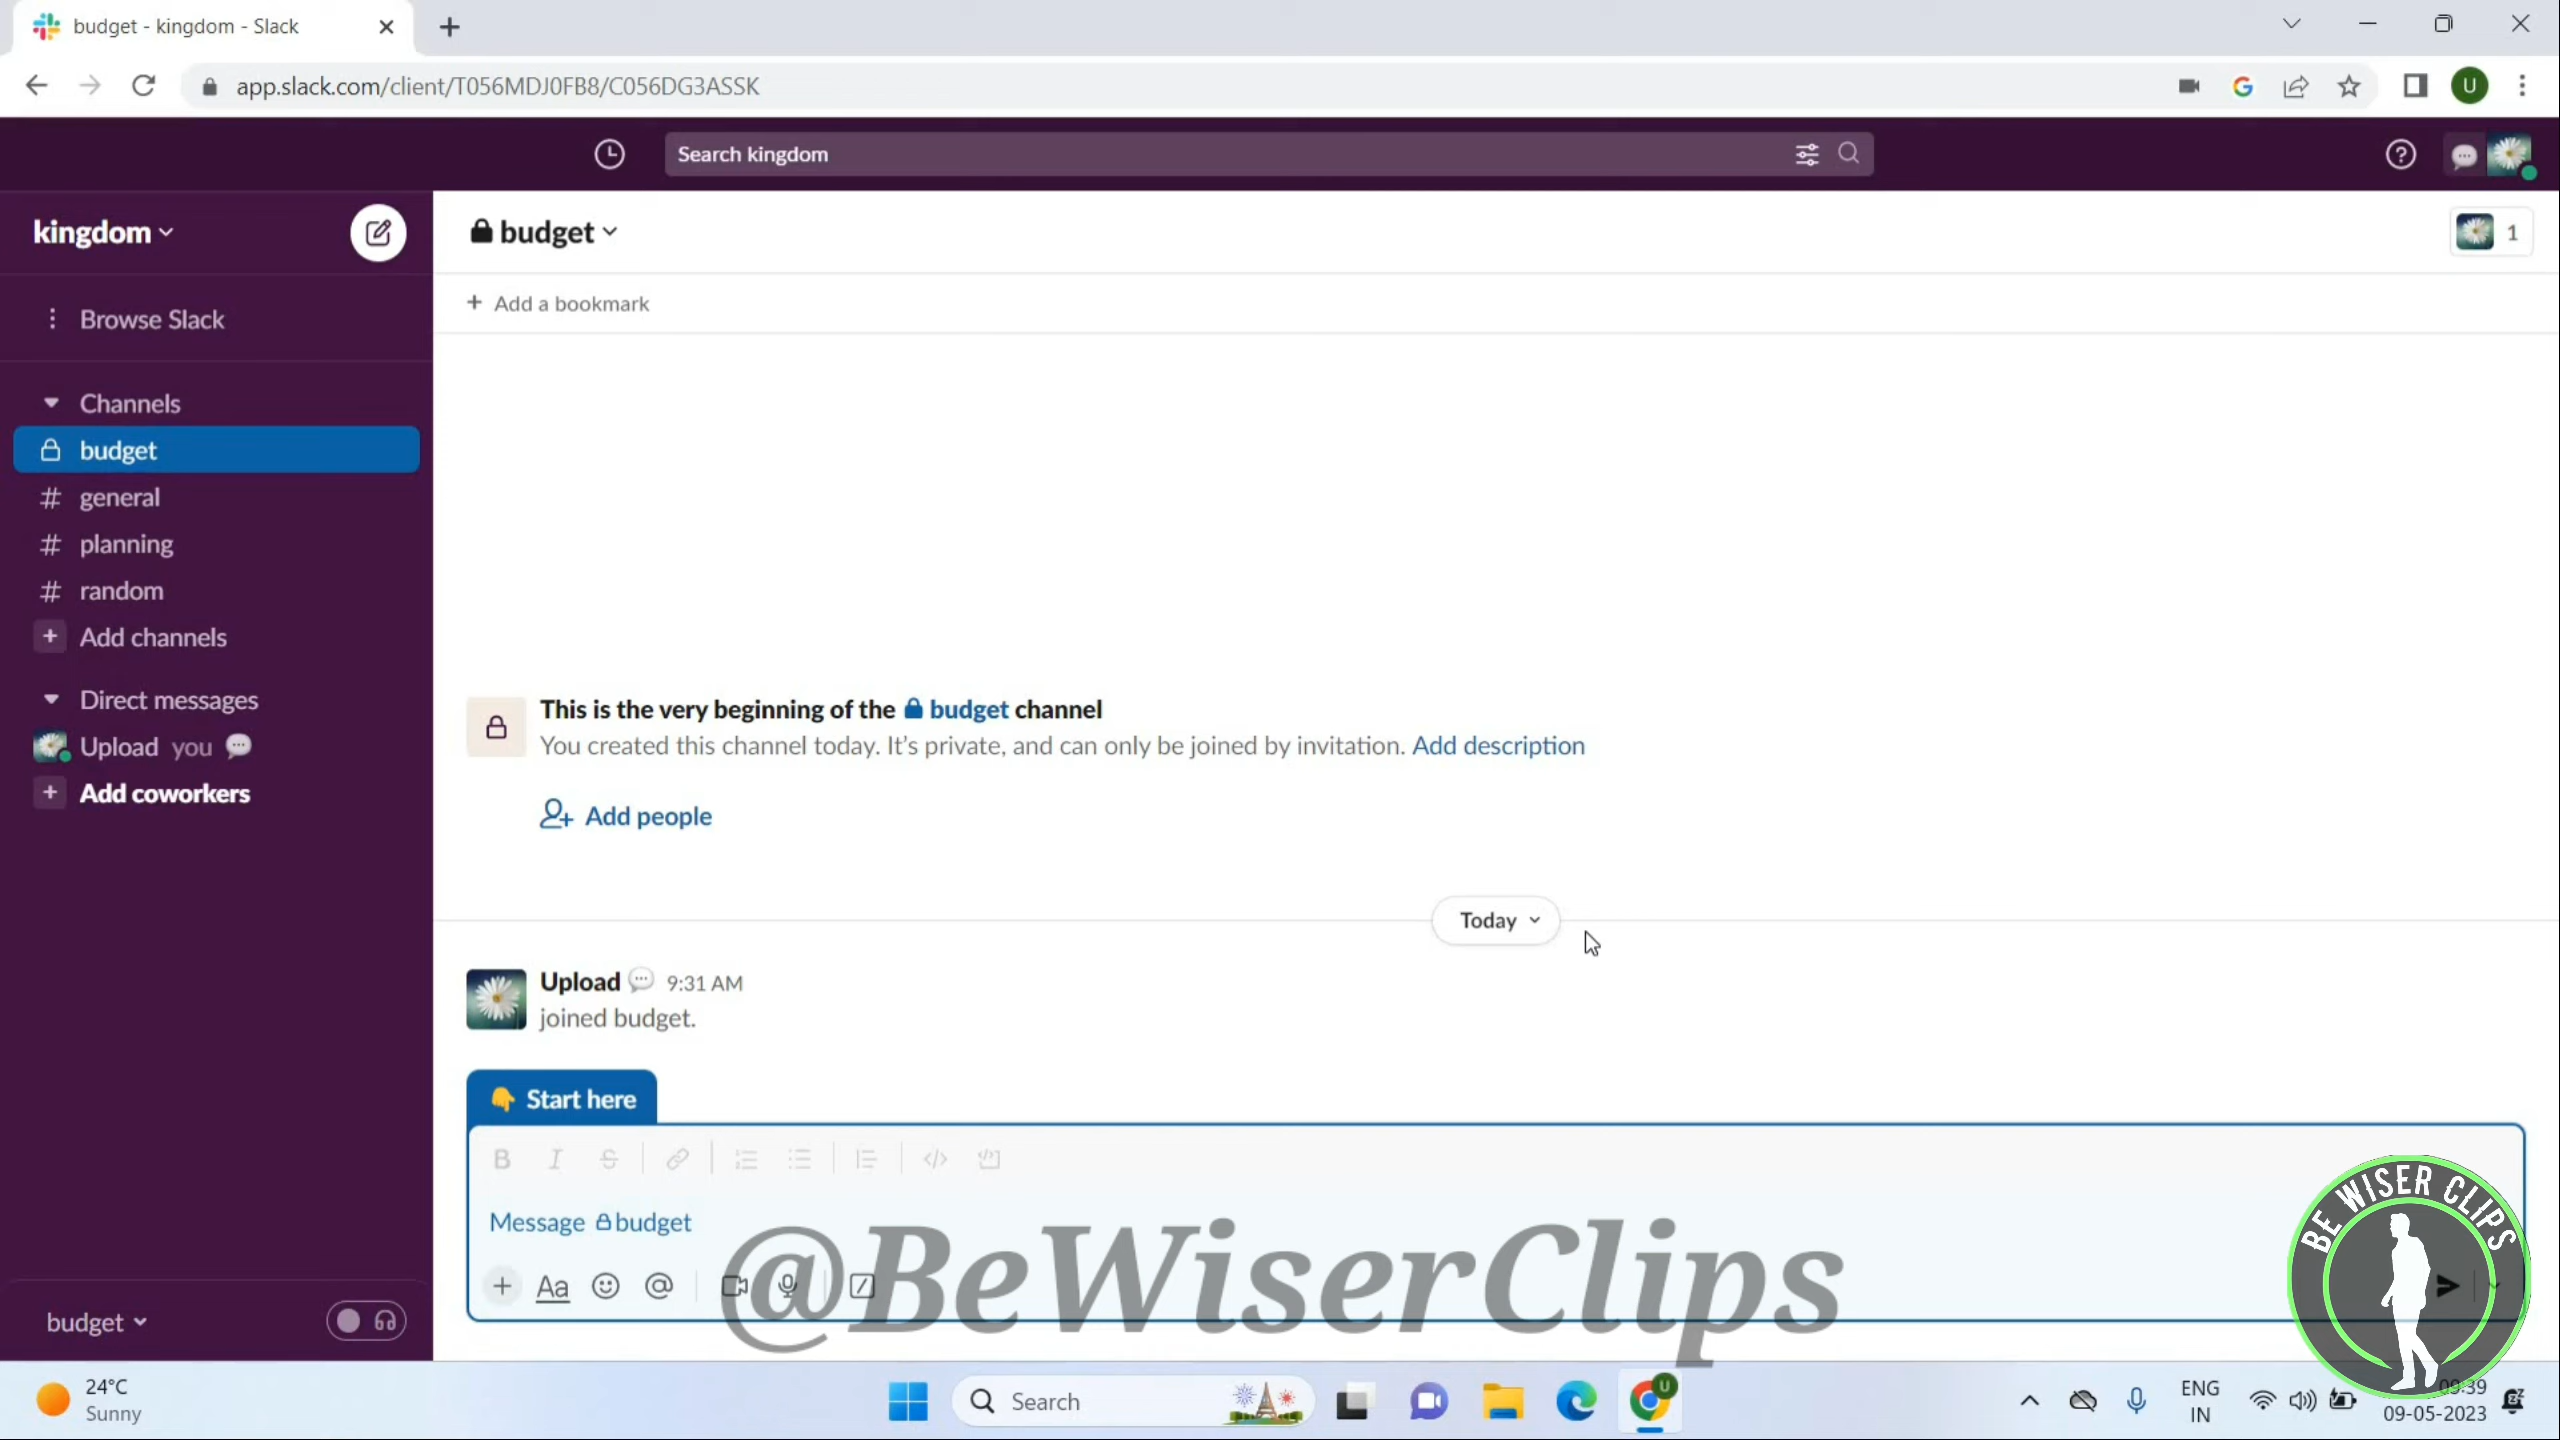 budget - kingdom - Slack
app.slack.com/client/T056MDJ0FB8/C056DG3ASSK
U
Search kingdom
kingdom
budget
1
Add a bookmark
Browse Slack
Channels
budget
general
planning
random
Add channels
Direct messages
Upload you
Add coworkers
This is the very beginning of the budget channel
You created this channel today. It's private, and can only be joined by invitation. Add description
Add people
Today
Upload 9:31 AM
joined budget.
Start here
Message budget
Aa
@BeWiserClips
BE WISER CLIPS
budget
24°C
Sunny
Search
U
ENG
IN
09:39
09-05-2023